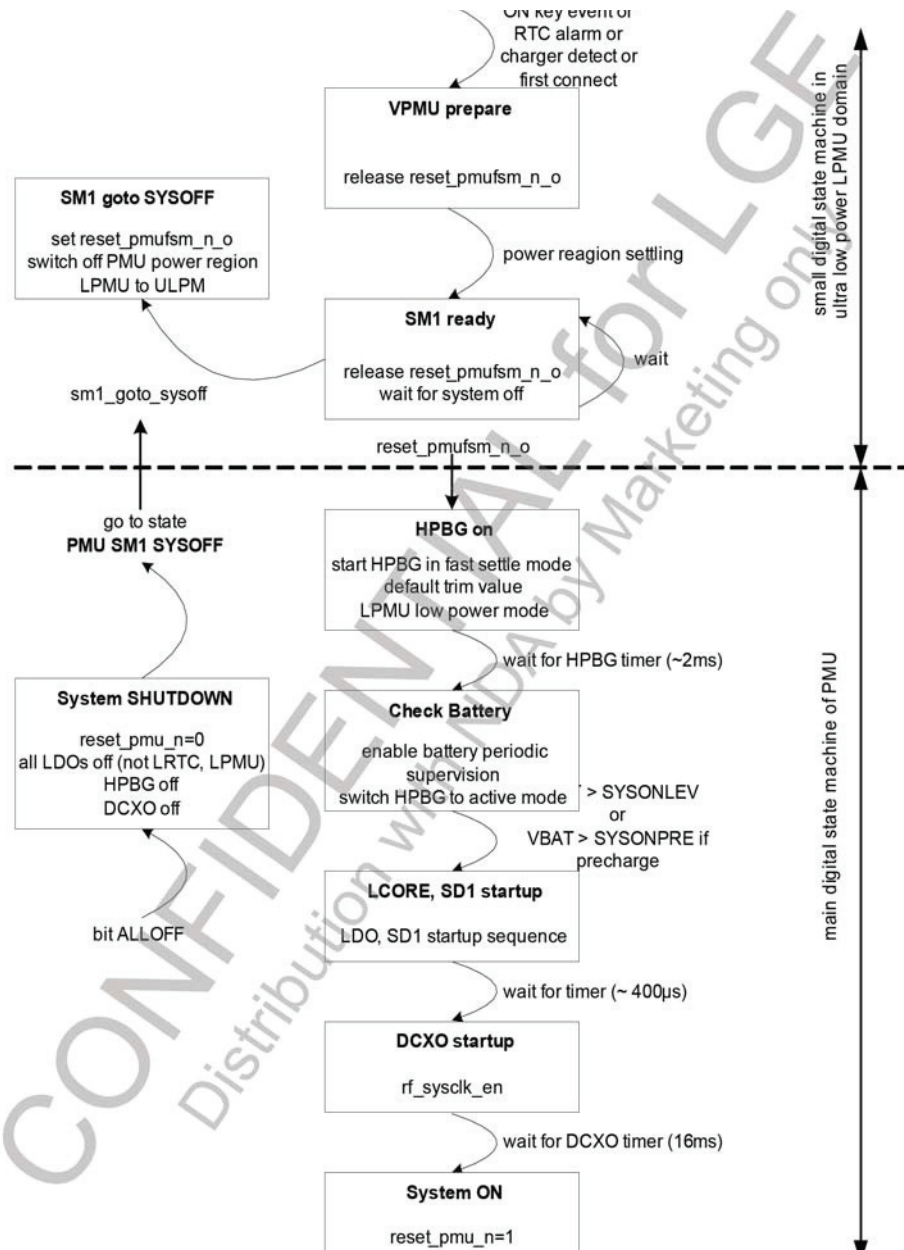 ON key event or
RTC alarm or
charger detect or
first connect
VPMU prepare
release reset_pmufsm_n_o
SM1 goto SYSOFF
set reset_pmufsm_n_o
switch off PMU power region
LPMU to ULPM
power reagion settling
SM1 ready
release reset_pmufsm_n_o
wait for system off
wait
sm1_goto_sysoff
reset_pmufsm_n_o
small digital state machine in
ultra low power LPMU domain
go to state
PMU SM1 SYSOFF
HPBG on
start HPBG in fast settle mode
default trim value
LPMU low power mode
wait for HPBG timer (~2ms)
System SHUTDOWN
reset_pmu_n=0
all LDOs off (not LRTC, LPMU)
HPBG off
DCXO off
Check Battery
enable battery periodic
supervision
switch HPBG to active mode
> SYSONLEV
or
VBAT > SYSONPRE if
precharge
bit ALLOFF
LCORE, SD1 startup
LDO, SD1 startup sequence
wait for timer (~ 400µs)
DCXO startup
rf_sysclk_en
wait for DCXO timer (16ms)
System ON
reset_pmu_n=1
main digital state machine of PMU
CONFIDENTIAL for LGE
Distribution with NDA by Marketing only